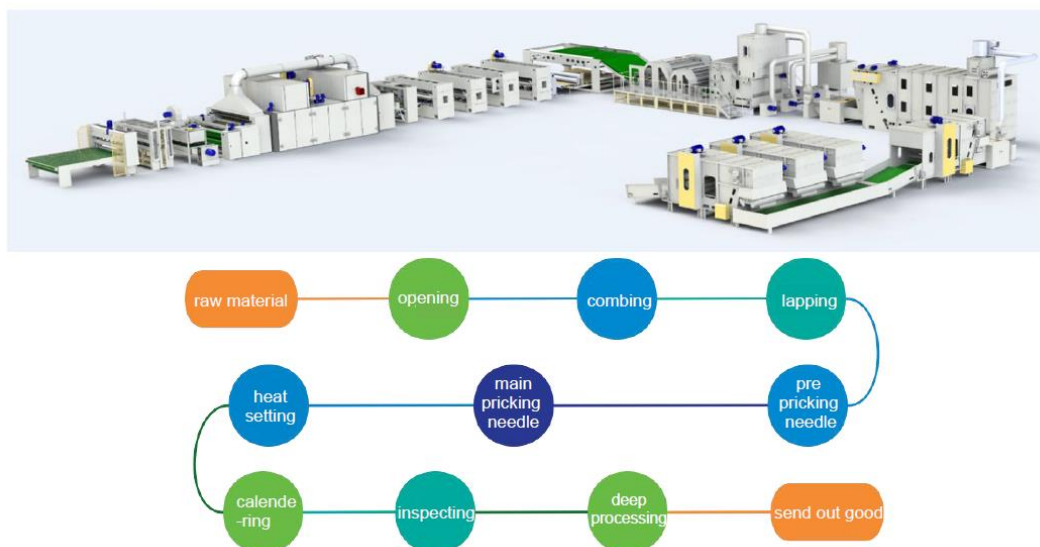 raw material
opening
combing
lapping
heat
setting
main
pricking
needle
pre
pricking
needle
calende
-ring
inspecting
deep
processing
send out good